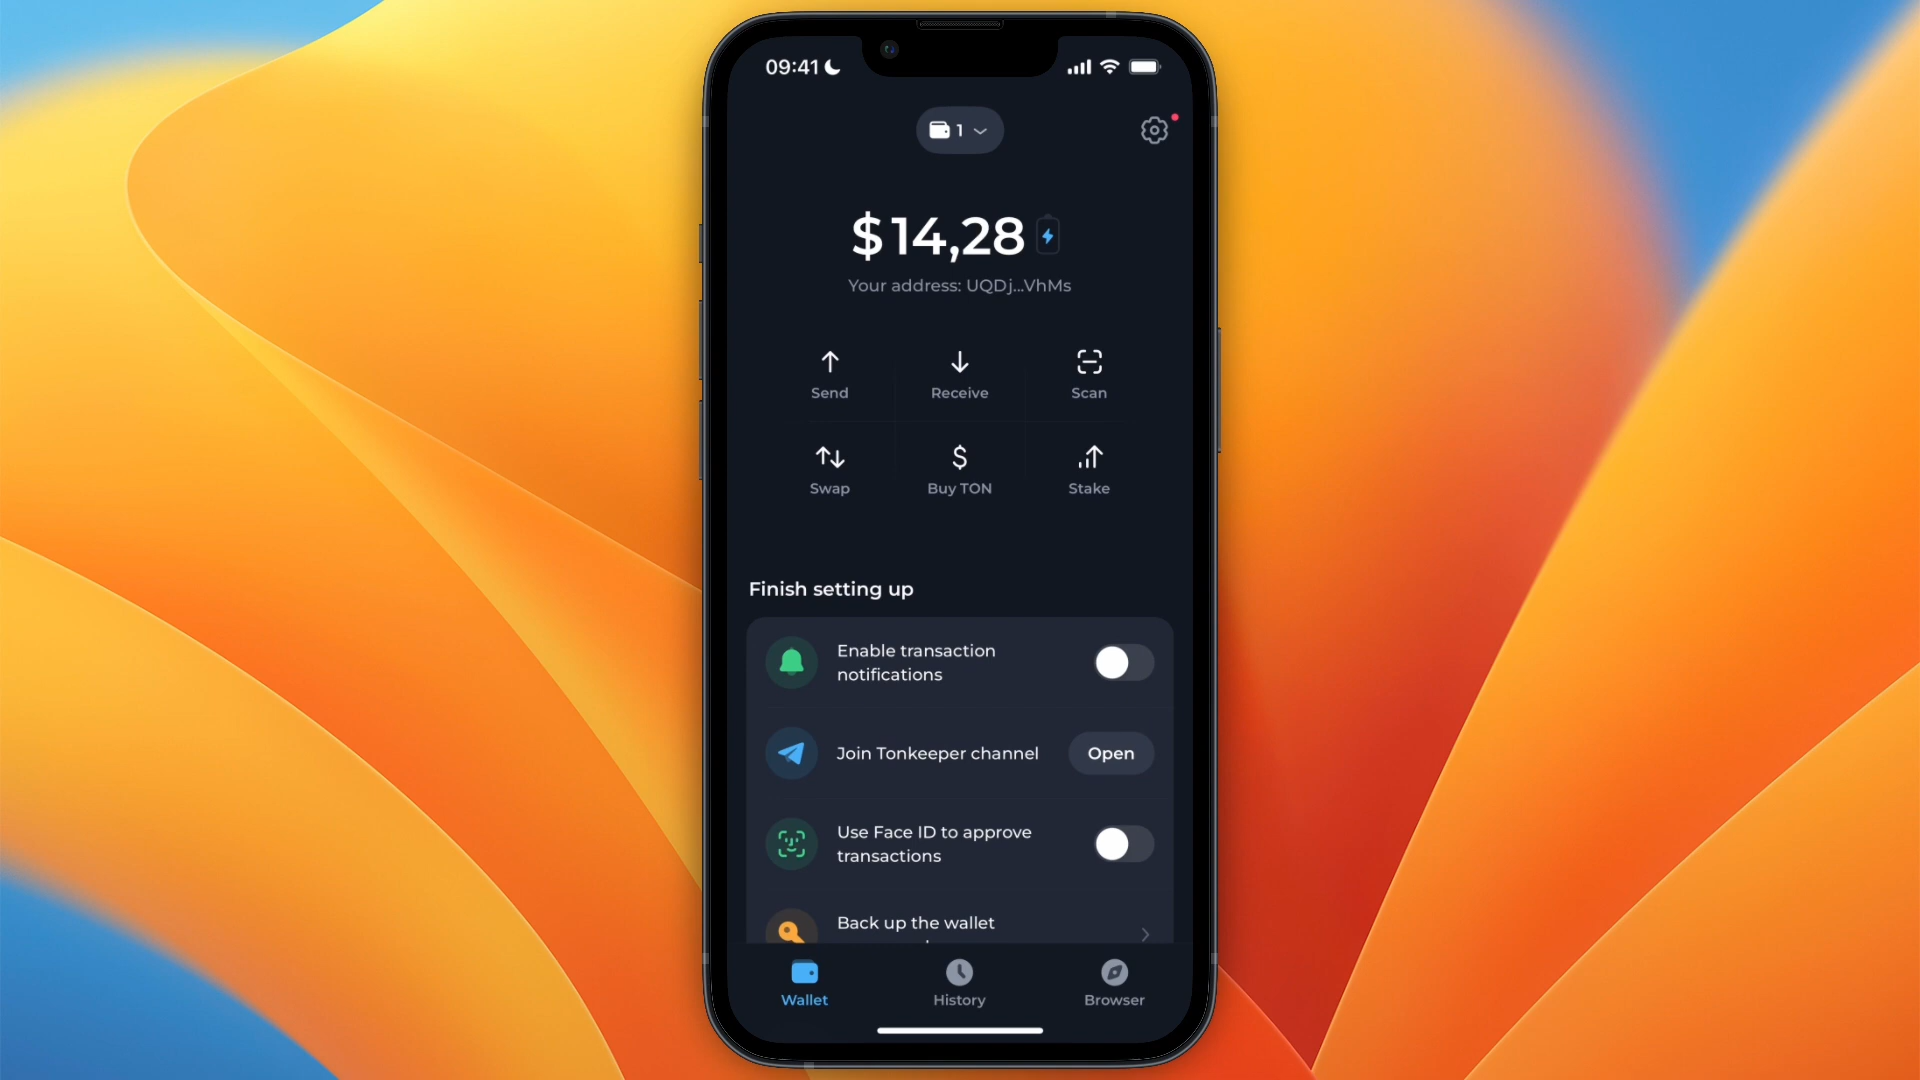 09:41
1
$14,28
Your address: UQDj...VhMs
Send
Receive
Scan
Swap
Buy TON
Stake
Finish setting up
Enable transaction
notifications
Join Tonkeeper channel
Open
Use Face ID to approve
transactions
Back up the wallet
Wallet
History
Browser